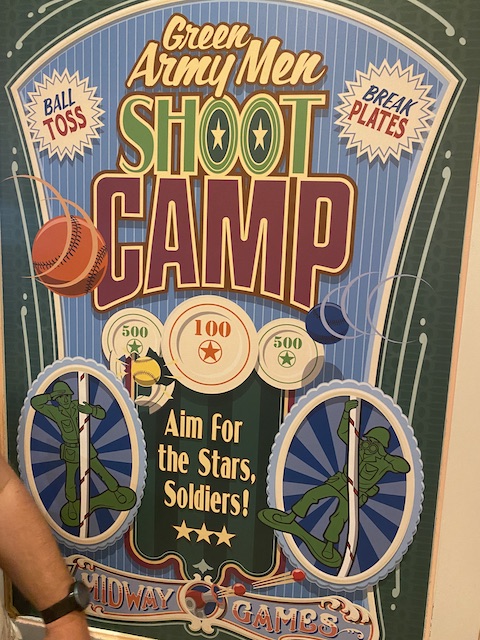 Green
Army Men
SHOOT
CAMP
BALL
TOSS
BREAK
PLATES
500
100
500
Aim for
the Stars,
Soldiers!
MIDWAY
GAMES